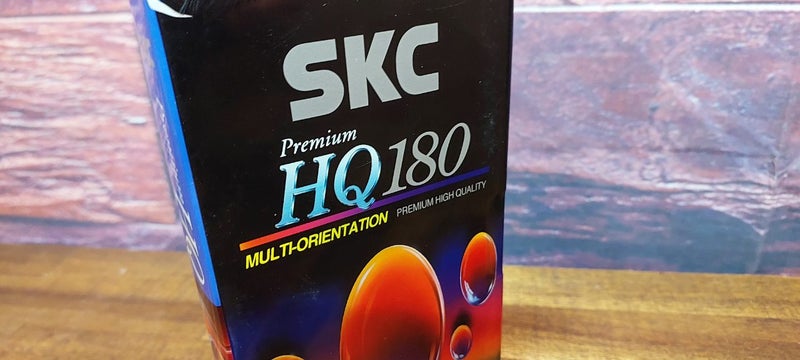 SKC
Premium
HQ180
MULTI-ORIENTATION PREMIUM HIGH QUALITY